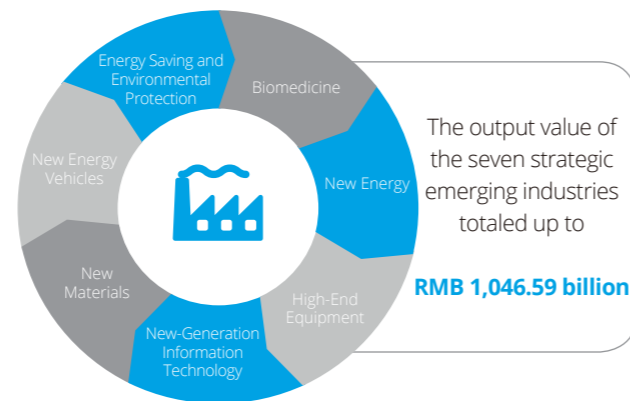 Energy Saving and
Environmental
Protection
Biomedicine
New Energy
High-End
Equipment
New-Generation
Information
Technology
New
Materials
New Energy
Vehicles
The output value of
the seven strategic
emerging industries
totaled up to
RMB 1,046.59 billion